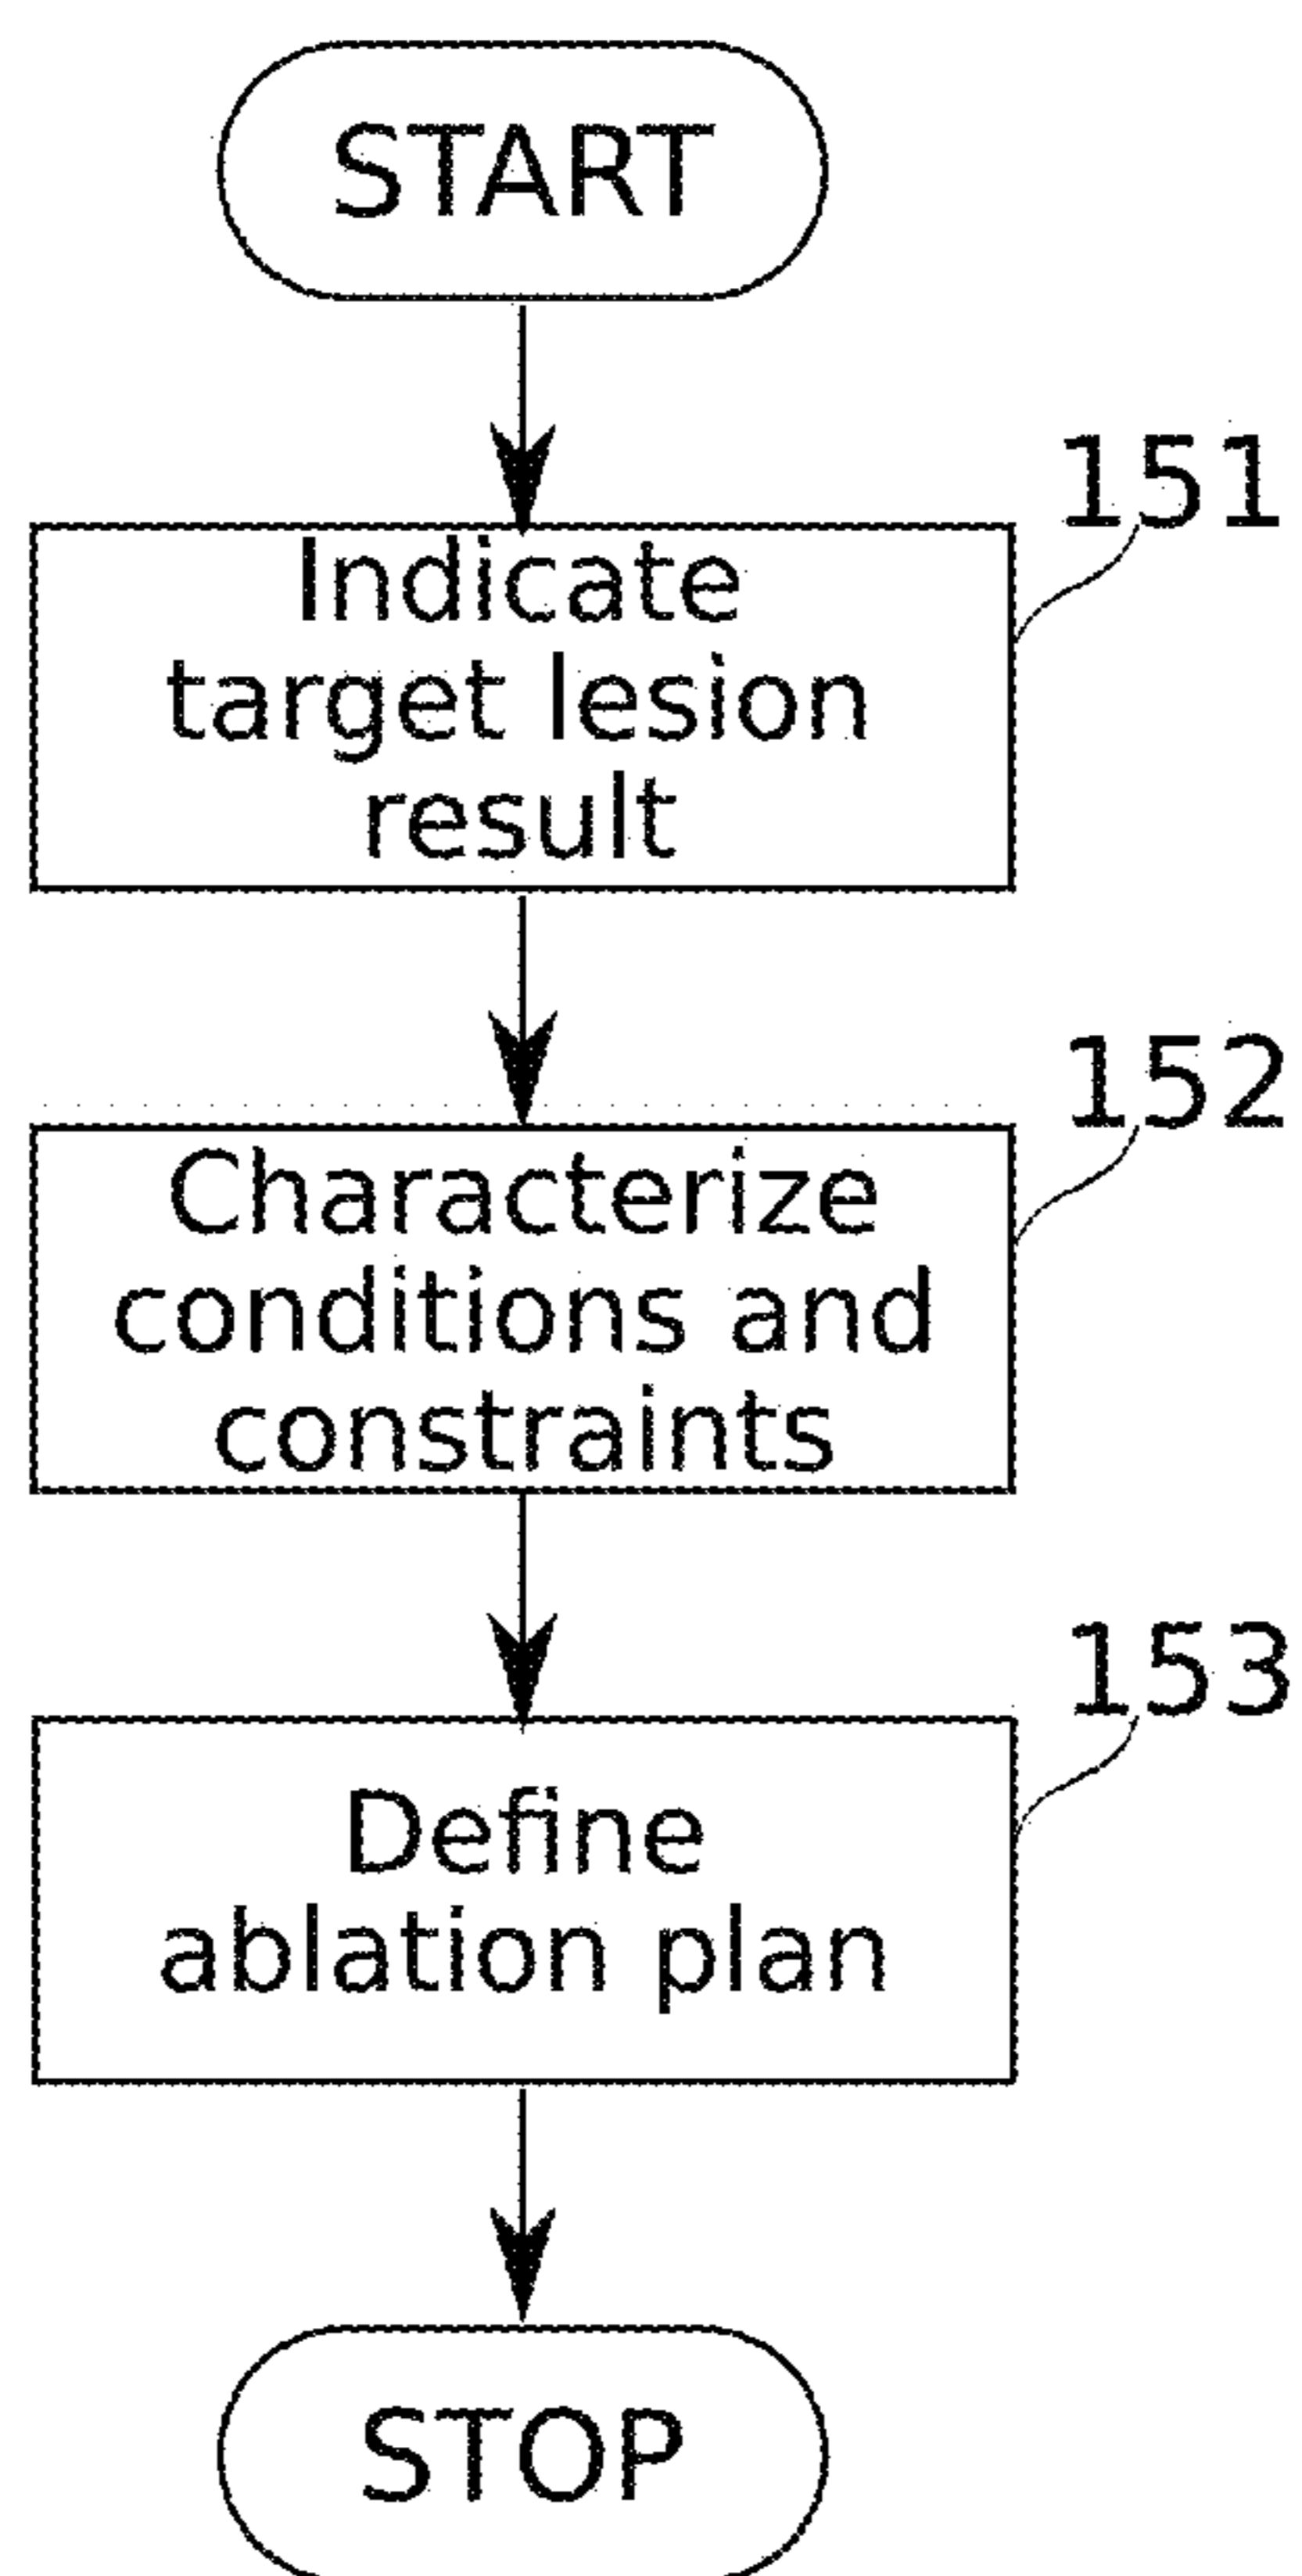 START
151
Indicate
target lesion
result
152
Characterize
conditions and
constraints
153
Define
ablation plan
STOP